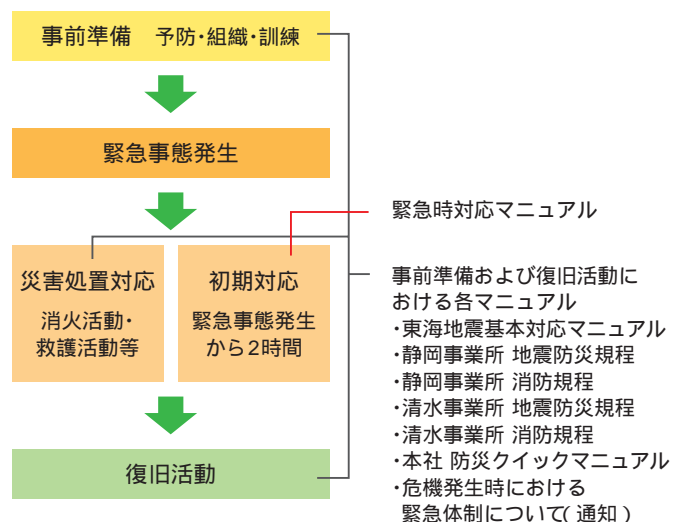 事前準備 予防・組織・訓練
緊急事態発生
災害処置対応
消火活動・
救護活動等
初期対応
緊急事態発生
から2時間
復旧活動
緊急時対応マニュアル
事前準備および復旧活動に
おける各マニュアル
・東海地震基本対応マニュアル
・静岡事業所 地震防災規程
・静岡事業所 消防規程
・清水事業所 地震防災規程
・清水事業所 消防規程
・本社 防災クイックマニュアル
・危機発生時における
緊急体制について(通知)